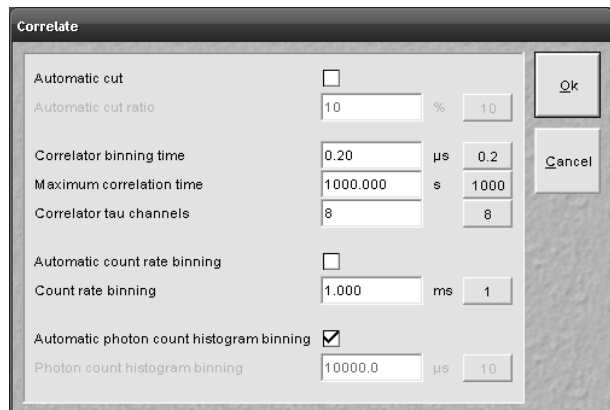 Correlate
Automatic cut
Automatic cut ratio 10 % 10
Correlator binning time 0.20 µs 0.2
Maximum correlation time 1000.000 s 1000
Correlator tau channels 8 8
Automatic count rate binning
Count rate binning 1.000 ms 1
Automatic photon count histogram binning
Photon count histogram binning 10000.0 µs 10
Ok
Cancel